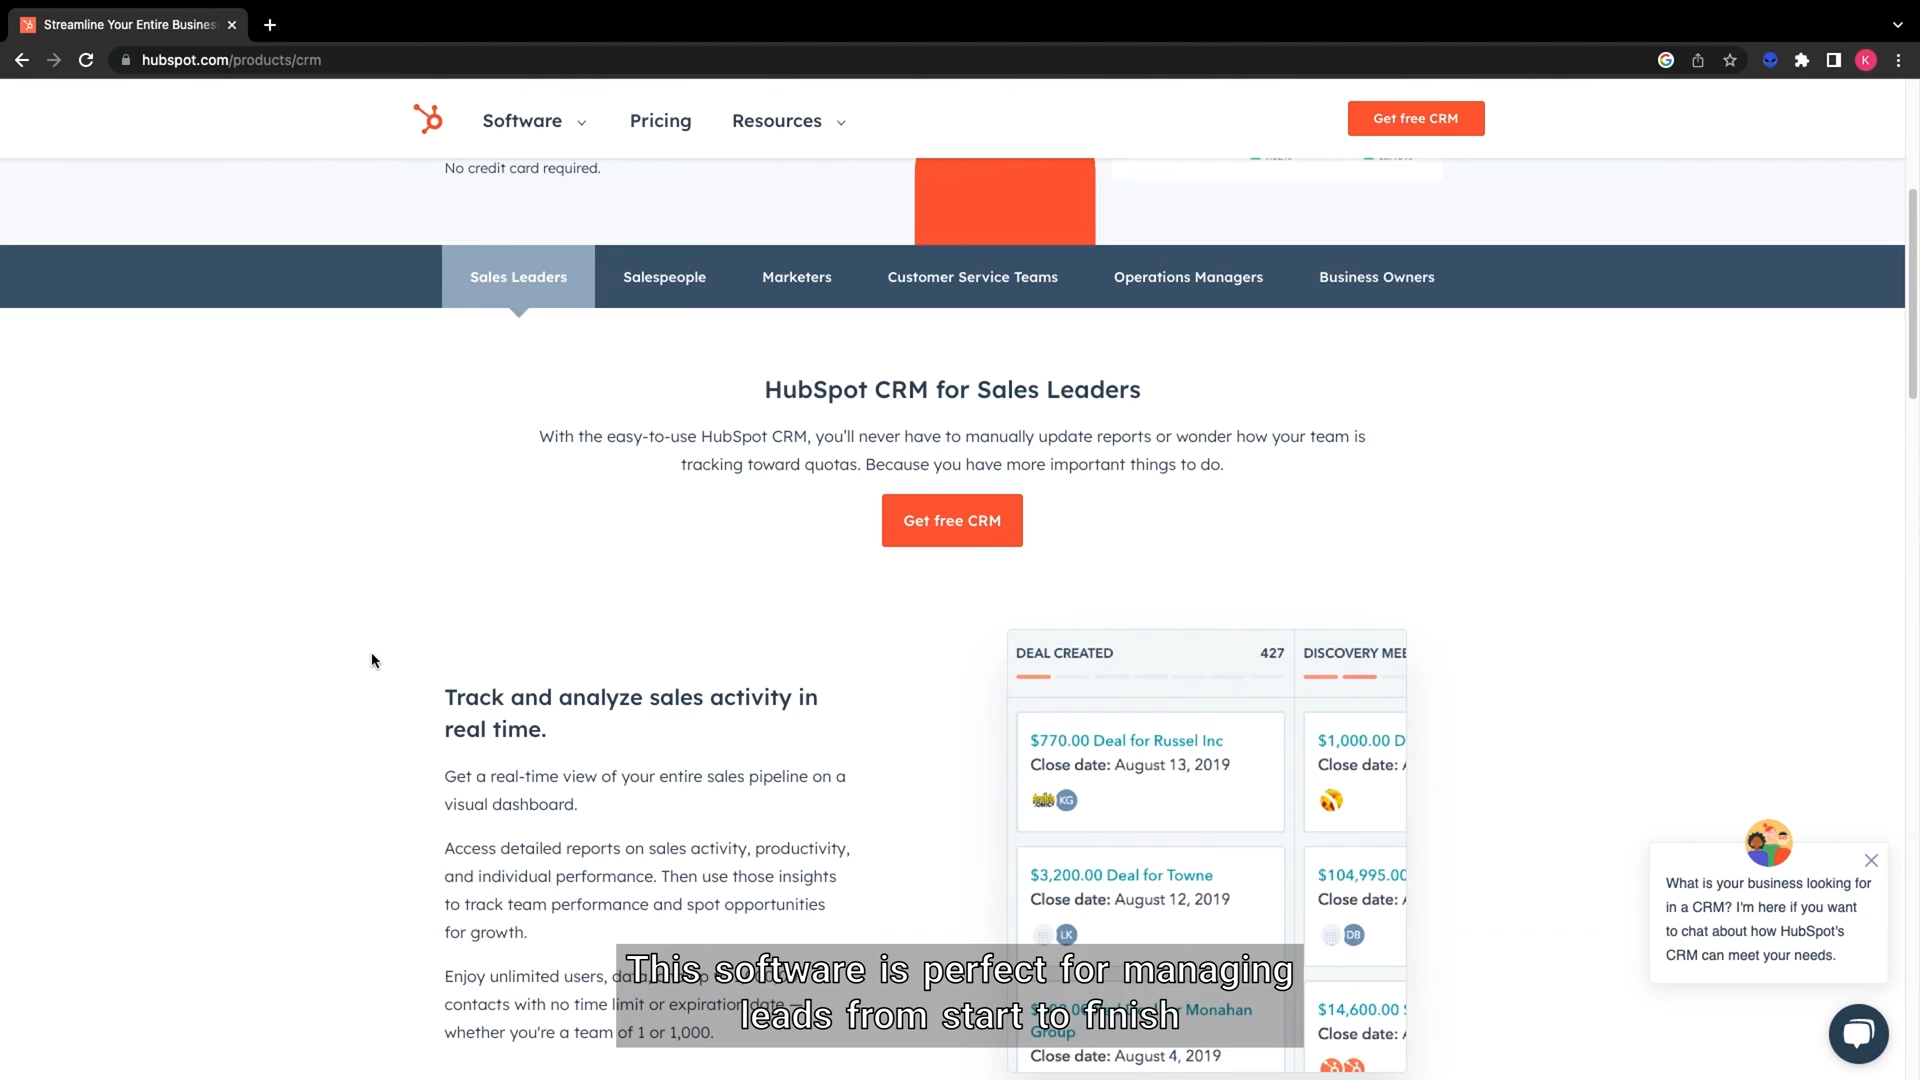 Streamline Your Entire Busines
hubspot.com/products/crm
K
Software
Pricing
Resources
Get free CRM
No credit card required.
Sales Leaders
Salespeople
Marketers
Customer Service Teams
Operations Managers
Business Owners
HubSpot CRM for Sales Leaders
With the easy-to-use HubSpot CRM, you'll never have to manually update reports or wonder how your team is
tracking toward quotas. Because you have more important things to do.
Get free CRM
Track and analyze sales activity in
real time.
Get a real-time view of your entire sales pipeline on a
visual dashboard.
Access detailed reports on sales activity, productivity,
and individual performance. Then use those insights
to track team performance and spot opportunities
for growth.
Enjoy unlimited users, data,
contacts with no time limit or expiration date —
whether you're a team of 1 or 1,000.
DEAL CREATED
427
DISCOVERY MEE
$770.00 Deal for Russel Inc
Close date: August 13, 2019
KG
$1,000.00 D
Close date: A
$3,200.00 Deal for Towne
Close date: August 12, 2019
LK
$104,995.00
Close date: A
DB
Monahan
Group
Close date: August 4, 2019
$14,600.00
Close date: A
What is your business looking for
in a CRM? I'm here if you want
to chat about how HubSpot's
CRM can meet your needs.
This software is perfect for managing
leads from start to finish